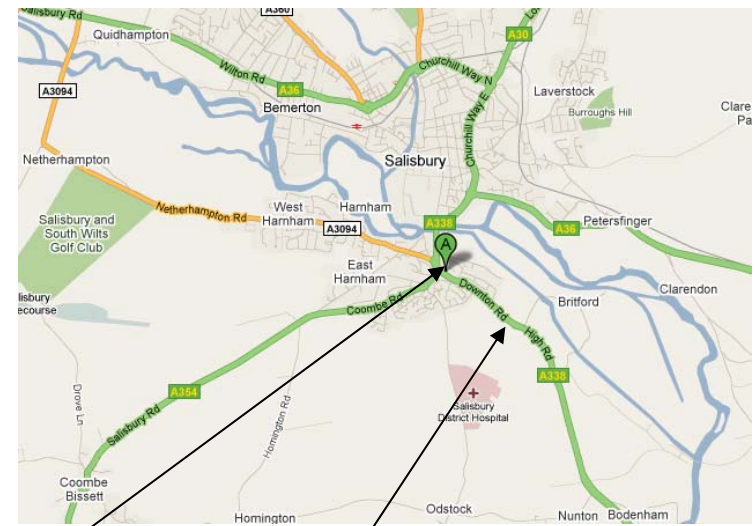 A360
Salisbury Rd
Quidhampton
A30
Wilton Rd
Churchill Way N
A3094
A36
Laverstock
Bemerton
Burroughs Hill
Clare
Pa
Churchill Way E
Netherhampton
Salisbury
Netherhampton Rd
West
Harnham
Harnham
Petersfinger
Salisbury and
South Wilts
Golf Club
A338
A3094
A36
A
East
Harnham
Clarendon
Downton Rd
lisbury
ecourse
Coombe Rd
Britford
High Rd
A338
A354
Drove Ln
Salisbury
District Hospital
Salisbury Rd
Homington Rd
Coombe
Bissett
Odstock
Homington
Nunton
Bodenham